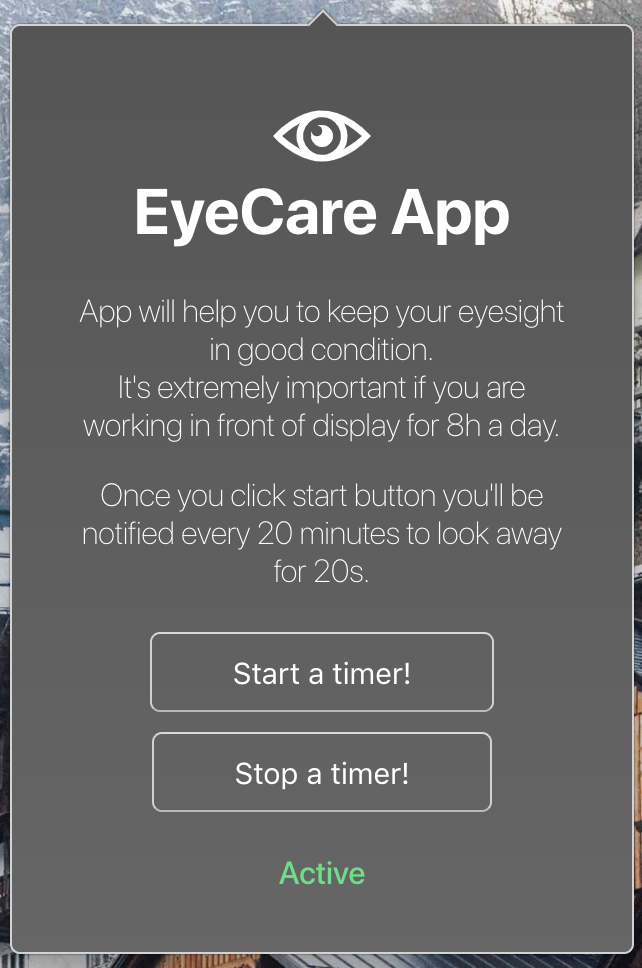 EyeCare App
App will help you to keep your eyesight
in good condition.
It's extremely important if you are
working in front of display for 8h a day.
Once you click start button you'll be
notified every 20 minutes to look away
for 20s.
Start a timer!
Stop a timer!
Active